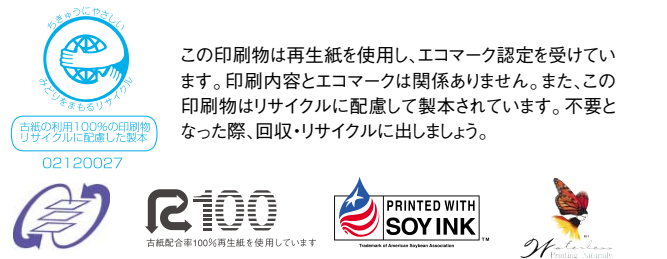 ちきゅうにやさしい
みどりをまもるリサイクル
古紙の利用100%の印刷物
リサイクルに配慮した製本
02120027
この印刷物は再生紙を使用し、エコマーク認定を受けてい
ます。印刷内容とエコマークは関係ありません。また、この
印刷物はリサイクルに配慮して製本されています。不要と
なった際、回収・リサイクルに出しましょう。
R100
古紙配合率100%再生紙を使用しています
PRINTED WITH
SOY INK™
Trademark of American Soybean Association
Waterless
Printing Naturally